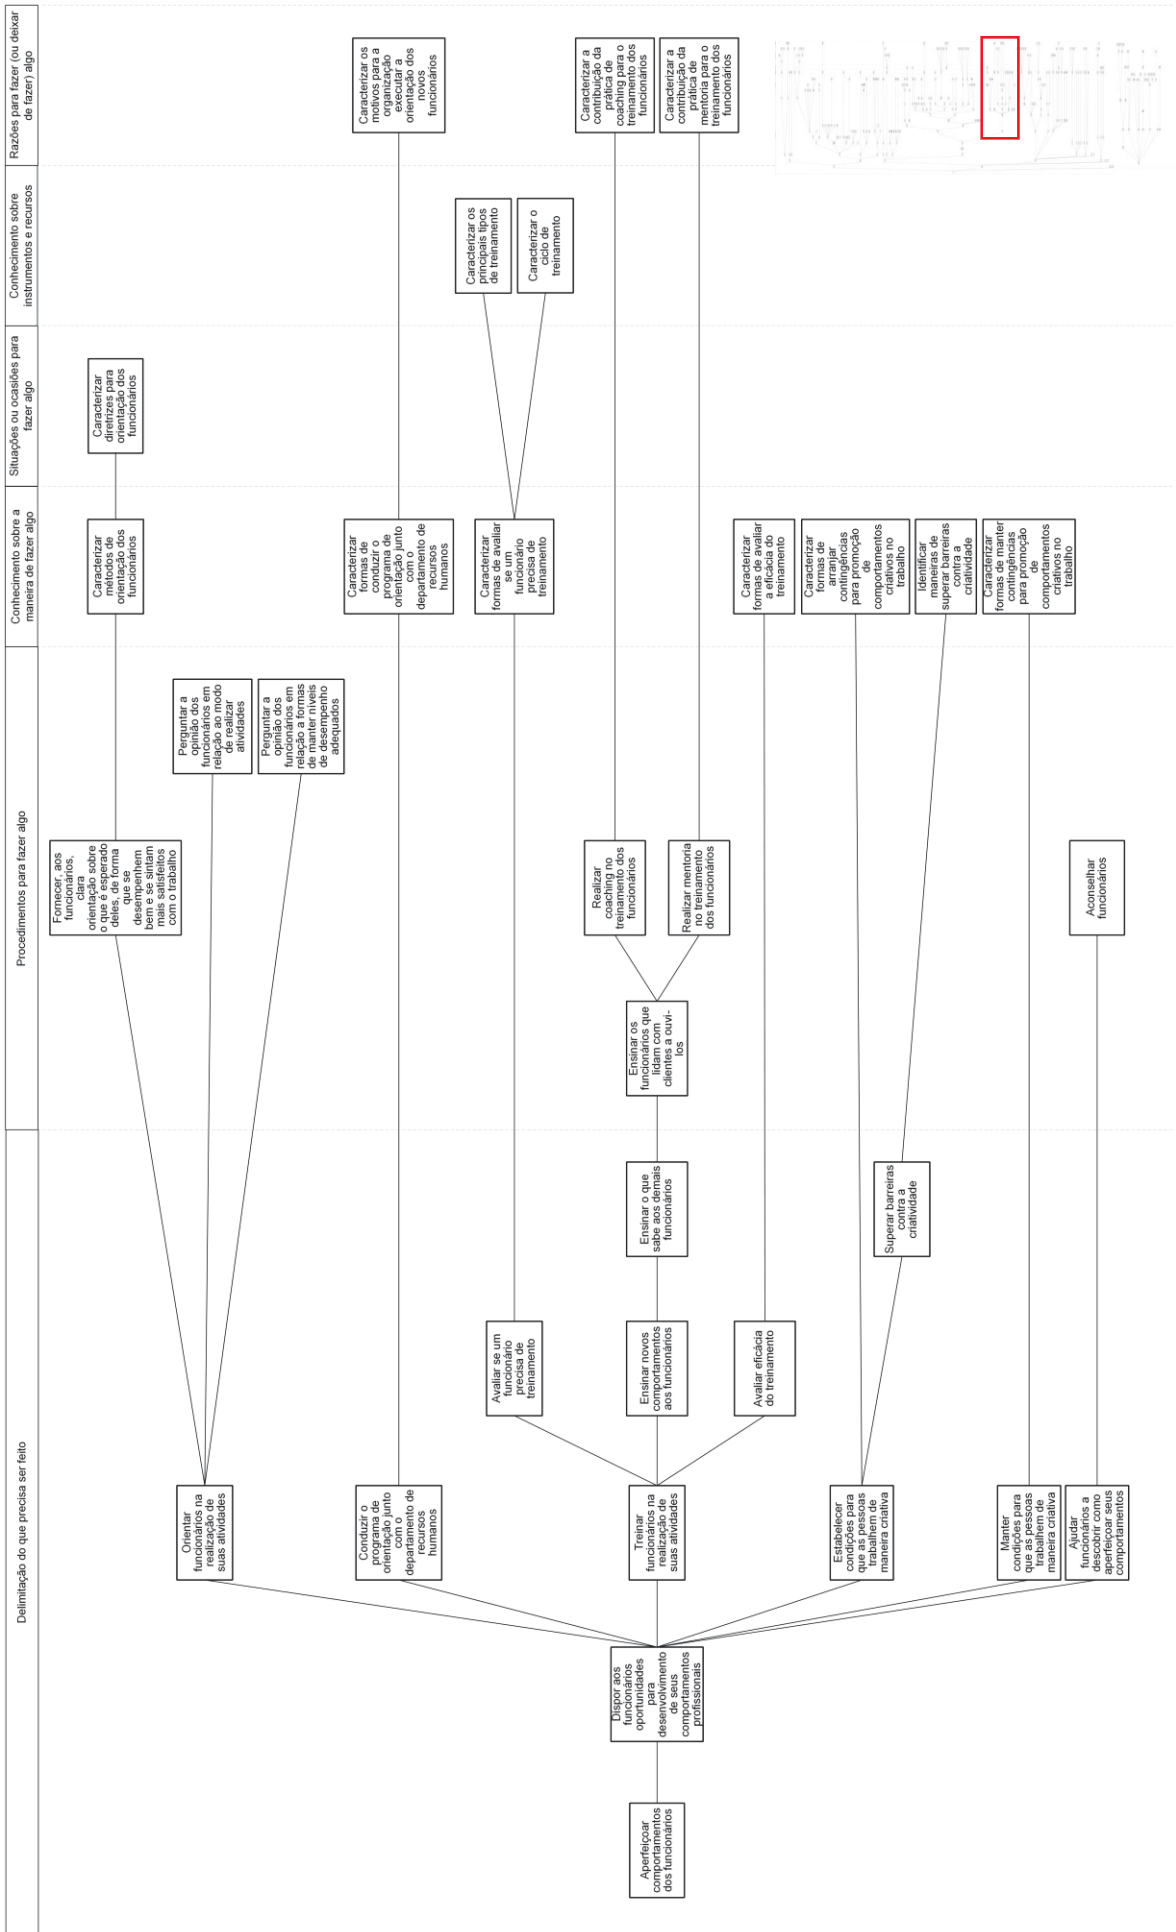 Delimitação do que precisa ser feito
Procedimentos para fazer algo
Conhecimento sobre a
maneira de fazer algo
Situações ou ocasiões para
fazer algo
Conhecimento sobre
instrumentos e recursos
Razões para fazer (ou deixar
de fazer) algo
Aperfeiçoar
comportamentos
dos funcionários
Dispor aos
funcionários
oportunidades
para
desenvolvimento
de seus
comportamentos
profissionais
Orientar
funcionários na
realização de
suas atividades
Conduzir o
programa de
orientação junto
com o
departamento de
recursos
humanos
Treinar
funcionários na
realização de
suas atividades
Estabelecer
condições para
que as pessoas
trabalhem de
maneira criativa
Manter
condições para
que as pessoas
trabalhem de
maneira criativa
Ajudar
funcionários a
descobrir como
aperfeiçoar seus
comportamentos
Avaliar se um
funcionário
precisa de
treinamento
Ensinar novos
comportamentos
aos funcionários
Avaliar eficácia
do treinamento
Ensinar o que
sabe aos demais
funcionários
Superar barreiras
contra a
criatividade
Ensinar os
funcionários que
lidam com
clientes a ouvi-
los
Fornecer, aos
funcionários,
clara
orientação sobre
o que é esperado
deles, de forma
que se
desempenhem
bem e se sintam
mais satisfeitos
com o trabalho
Realizar
coaching no
treinamento dos
funcionários
Realizar mentoria
no treinamento
dos funcionários
Aconselhar
funcionários
Perguntar a
opinião dos
funcionários em
relação ao modo
de realizar
atividades
Perguntar a
opinião dos
funcionários em
relação a formas
de manter níveis
de desempenho
adequados
Caracterizar
métodos de
orientação dos
funcionários
Caracterizar
formas de
conduzir o
programa de
orientação junto
com o
departamento de
recursos
humanos
Caracterizar
formas de avaliar
se um
funcionário
precisa de
treinamento
Caracterizar
formas de avaliar
a eficácia do
treinamento
Caracterizar
formas de
arranjar
contingências
para promoção
de
comportamentos
criativos no
trabalho
Identificar
maneiras de
superar barreiras
contra a
criatividade
Caracterizar
formas de manter
contingências
para promoção
de
comportamentos
criativos no
trabalho
Caracterizar
diretrizes para
orientação dos
funcionários
Caracterizar os
principais tipos
de treinamento
Caracterizar o
ciclo de
treinamento
Caracterizar os
motivos para a
organização
executar a
orientação dos
novos
funcionários
Caracterizar a
contribuição da
prática de
coaching para o
treinamento dos
funcionários
Caracterizar a
contribuição da
prática de
mentoria para o
treinamento dos
funcionários